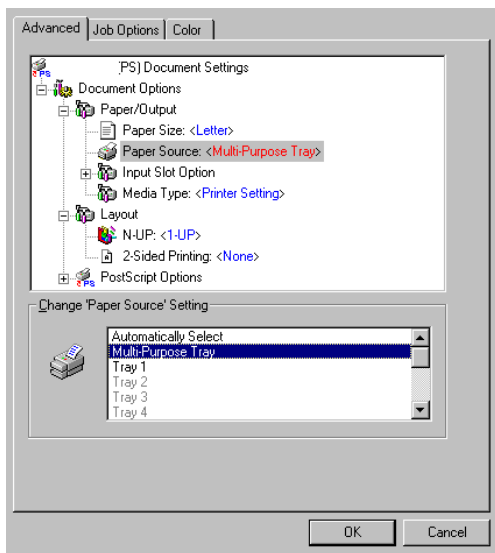 Advanced Job Options Color
PS) Document Settings
Document Options
Paper/Output
Paper Size: <Letter>
Paper Source: <Multi-Purpose Tray>
Input Slot Option
Media Type: <Printer Setting>
Layout
N-UP: <1-UP>
2-Sided Printing: <None>
PostScript Options
Change 'Paper Source' Setting
Automatically Select
Multi-Purpose Tray
Tray 1
Tray 2
Tray 3
Tray 4
OK Cancel